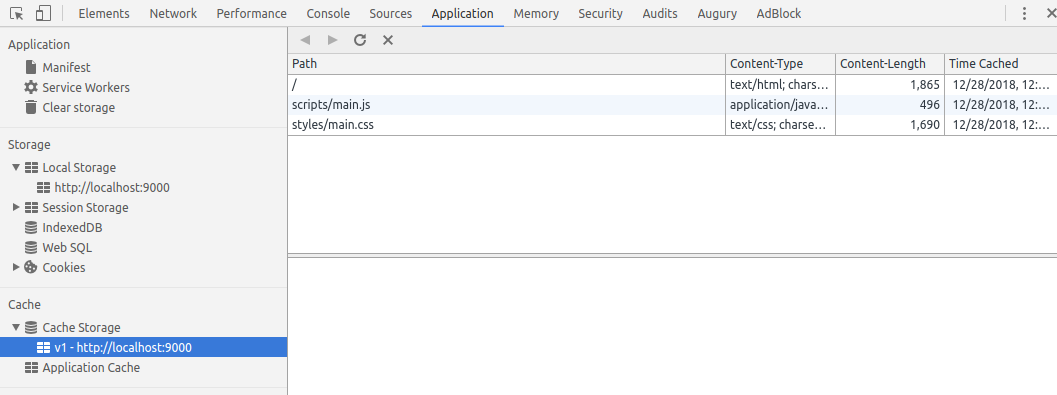 Elements Network Performance Console Sources Application Memory Security Audits Augury AdBlock
Application
Manifest
Service Workers
Clear storage
Storage
Local Storage
http://localhost:9000
Session Storage
IndexedDB
Web SQL
Cookies
Cache
Cache Storage
v1 - http://localhost:9000
Application Cache
Path Content-Type Content-Length Time Cached
/ text/html; chars... 1,865 12/28/2018, 12:...
scripts/main.js application/java... 496 12/28/2018, 12:...
styles/main.css text/css; charse... 1,690 12/28/2018, 12:...